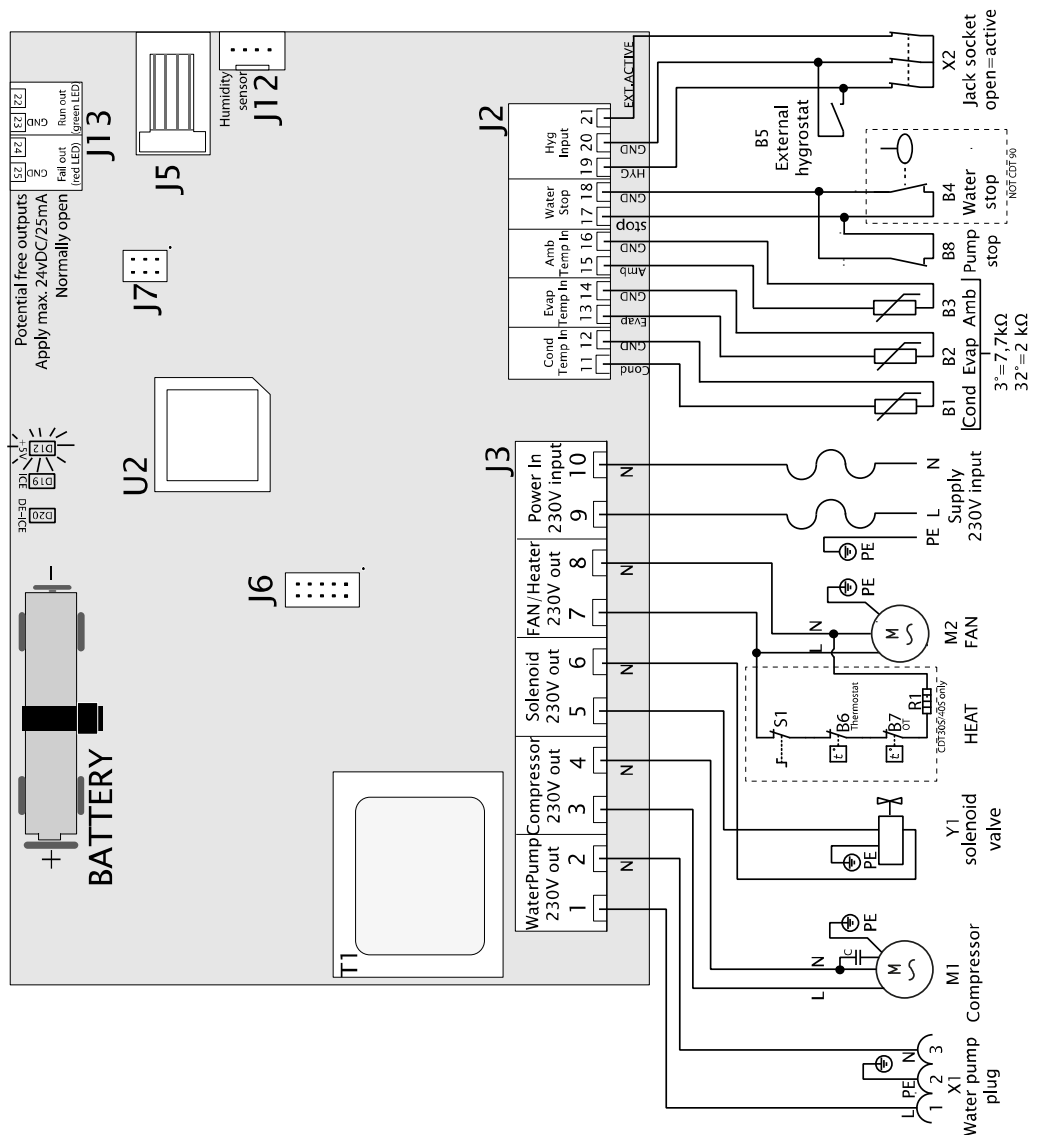 22
23
24
25
GND
GND
Run out
(green LED)
Fail out
(red LED)
J13
Potential free outputs
Apply max. 24vDC/25mA
Normally open
J5
Humidity
sensor
J12
J7
J2
Hyg
Input
Water
Stop
Amb
Temp In
Evap
Temp In
Cond
Temp In
21
20
19
18
17
16
15
14
13
12
11
EXT.ACTIVE
GND
HYG
GND
stop
GND
Amb
GND
Evap
GND
Cond
X2
Jack socket
open=active
B5
External
hygrostat
B4
Water
stop
NOT CDT 90
B8
Pump
stop
B3
Amb
B2
Evap
B1
Cond
3°=7,7kΩ
32°=2 kΩ
+5V
D12
ICE
D19
DE-ICE
D20
U2
J6
BATTERY
+
−
T1
J3
Power In
230V input
FAN/Heater
230V out
Solenoid
230V out
Compressor
230V out
WaterPump
230V out
10
9
8
7
6
5
4
3
2
1
N
N
N
N
N
N
L
PE
Supply
230V input
PE
PE
N
L
M
M2
FAN
S1
B6
Thermostat
t°
B7
OT
t°
R1
CDT30S/40S only
HEAT
PE
Y1
solenoid
valve
PE
C
N
L
M
M1
Compressor
L
PE
N
1
2
3
X1
Water pump
plug